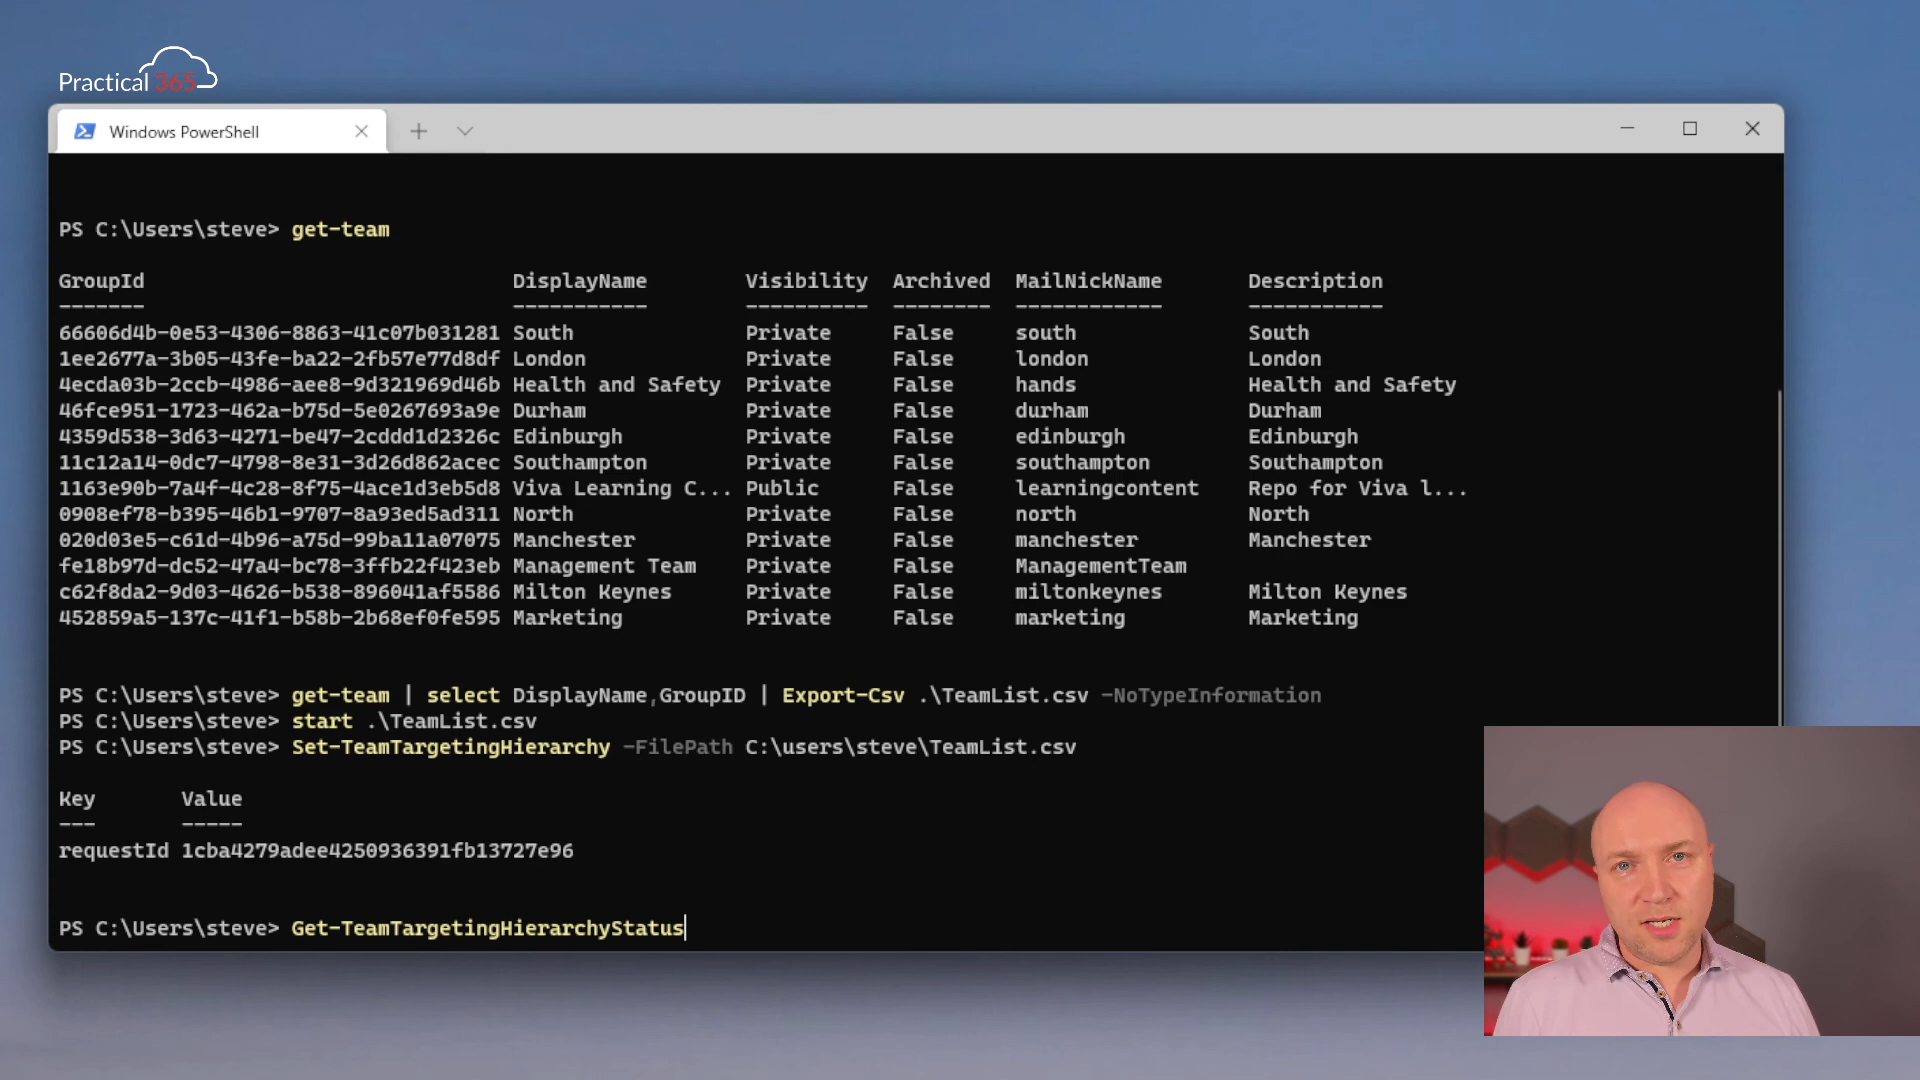 Practical 365
Windows PowerShell
PS C:\Users\steve> get-team
GroupId DisplayName Visibility Archived MailNickName Description
------- ----------- ---------- -------- ------------ -----------
66606d4b-0e53-4306-8863-41c07b031281 South Private False south South
1ee2677a-3b05-43fe-ba22-2fb57e77d8df London Private False london London
4ecda03b-2ccb-4986-aee8-9d321969d46b Health and Safety Private False hands Health and Safety
46fce951-1723-462a-b75d-5e0267693a9e Durham Private False durham Durham
4359d538-3d63-4271-be47-2cddd1d2326c Edinburgh Private False edinburgh Edinburgh
11c12a14-0dc7-4798-8e31-3d26d862acec Southampton Private False southampton Southampton
1163e90b-7a4f-4c28-8f75-4ace1d3eb5d8 Viva Learning C... Public False learningcontent Repo for Viva l...
0908ef78-b395-46b1-9707-8a93ed5ad311 North Private False north North
020d03e5-c61d-4b96-a75d-99ba11a07075 Manchester Private False manchester Manchester
fe18b97d-dc52-47a4-bc78-3ffb22f423eb Management Team Private False ManagementTeam
c62f8da2-9d03-4626-b538-896041af5586 Milton Keynes Private False miltonkeynes Milton Keynes
452859a5-137c-41f1-b58b-2b68ef0fe595 Marketing Private False marketing Marketing
PS C:\Users\steve> get-team | select DisplayName,GroupID | Export-Csv .\TeamList.csv -NoTypeInformation
PS C:\Users\steve> start .\TeamList.csv
PS C:\Users\steve> Set-TeamTargetingHierarchy -FilePath C:\users\steve\TeamList.csv
Key Value
--- -----
requestId 1cba4279adee4250936391fb13727e96
PS C:\Users\steve> Get-TeamTargetingHierarchyStatus